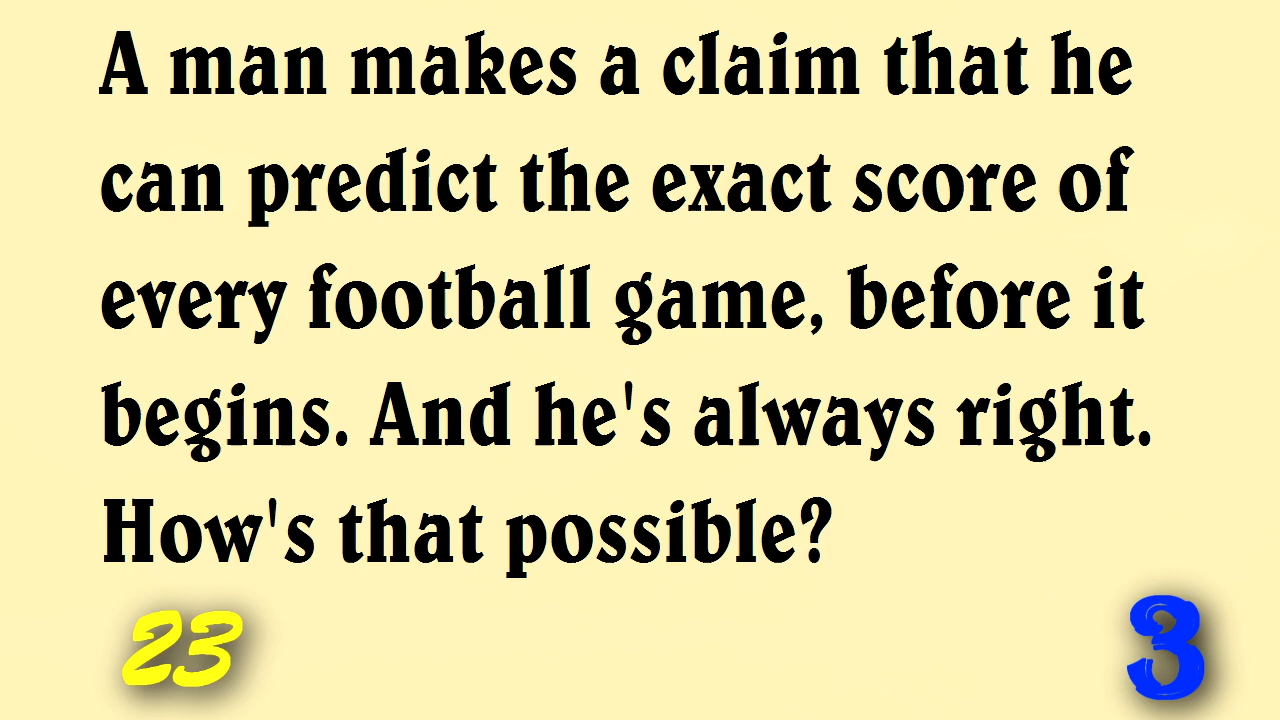 A man makes a claim that he
can predict the exact score of
every football game, before it
begins. And he's always right.
How's that possible?
23 3